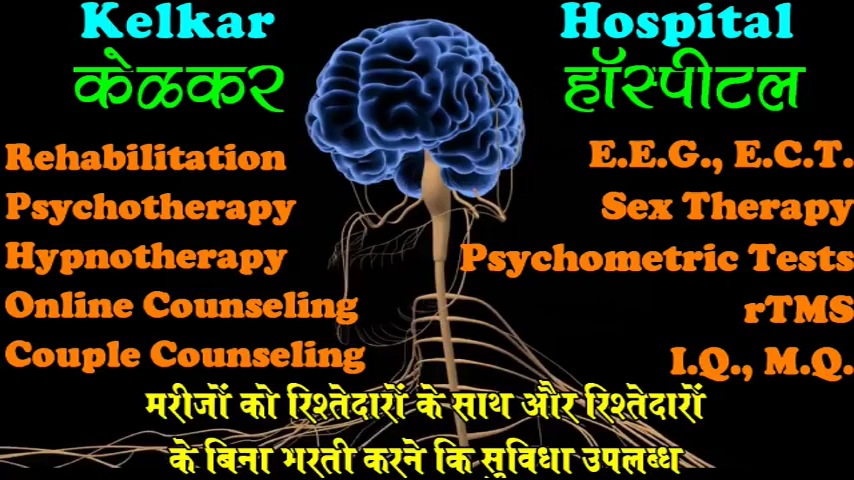 Kelkar Hospital
केळकर हॉस्पीटल
Rehabilitation
Psychotherapy
Hypnotherapy
Online Counseling
Couple Counseling
E.E.G., E.C.T.
Sex Therapy
Psychometric Tests
rTMS
I.Q., M.Q.
मरीजों को रिश्तेदारों के साथ और रिश्तेदारों
के बिना भरती करने कि सुविधा उपलब्ध